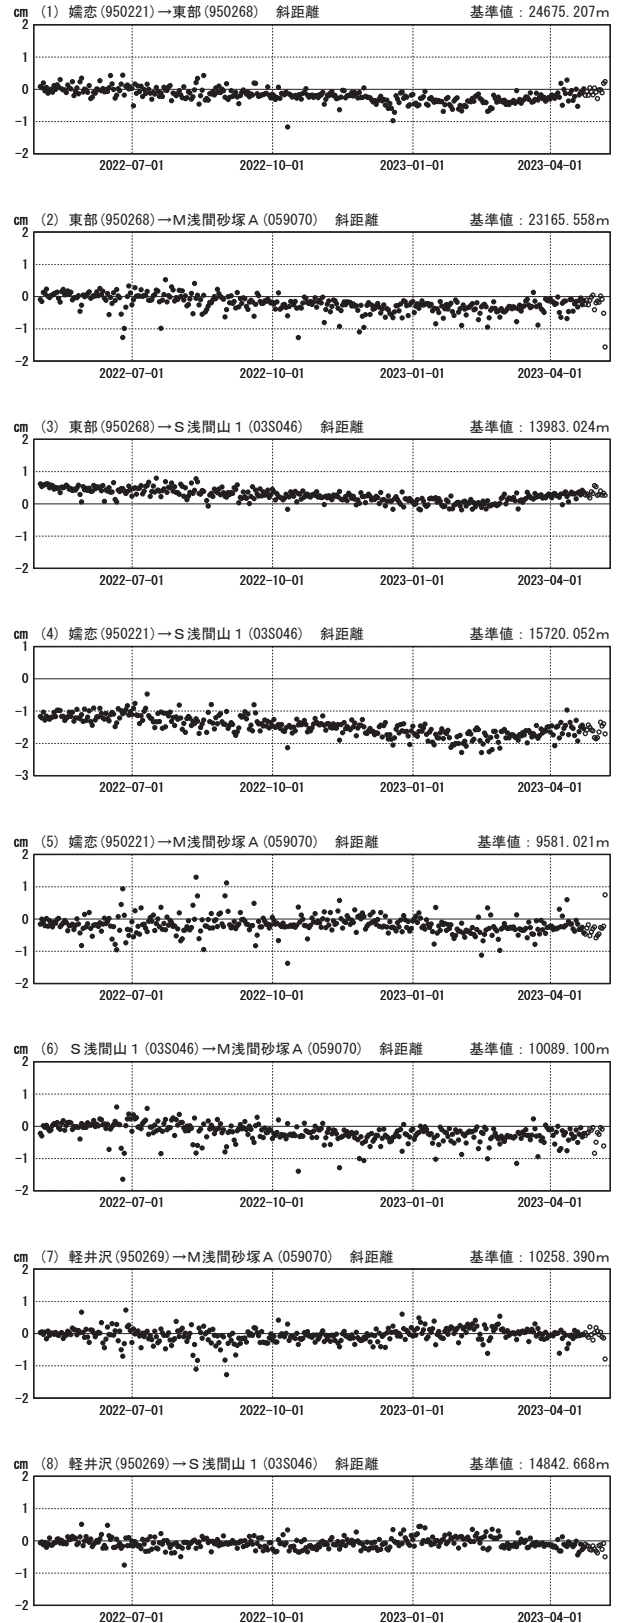 cm (1) 嬬恋(950221)→東部(950268) 斜距離 基準値：24675.207m
2
1
0
−1
−2
2022-07-01 2022-10-01 2023-01-01 2023-04-01
cm (2) 東部(950268)→M浅間砂塚A(059070) 斜距離 基準値：23165.558m
2
1
0
−1
−2
2022-07-01 2022-10-01 2023-01-01 2023-04-01
cm (3) 東部(950268)→S浅間山1(03S046) 斜距離 基準値：13983.024m
2
1
0
−1
−2
2022-07-01 2022-10-01 2023-01-01 2023-04-01
cm (4) 嬬恋(950221)→S浅間山1(03S046) 斜距離 基準値：15720.052m
1
0
−1
−2
−3
2022-07-01 2022-10-01 2023-01-01 2023-04-01
cm (5) 嬬恋(950221)→M浅間砂塚A(059070) 斜距離 基準値：9581.021m
2
1
0
−1
−2
2022-07-01 2022-10-01 2023-01-01 2023-04-01
cm (6) S浅間山1(03S046)→M浅間砂塚A(059070) 斜距離 基準値：10089.100m
2
1
0
−1
−2
2022-07-01 2022-10-01 2023-01-01 2023-04-01
cm (7) 軽井沢(950269)→M浅間砂塚A(059070) 斜距離 基準値：10258.390m
2
1
0
−1
−2
2022-07-01 2022-10-01 2023-01-01 2023-04-01
cm (8) 軽井沢(950269)→S浅間山1(03S046) 斜距離 基準値：14842.668m
2
1
0
−1
−2
2022-07-01 2022-10-01 2023-01-01 2023-04-01